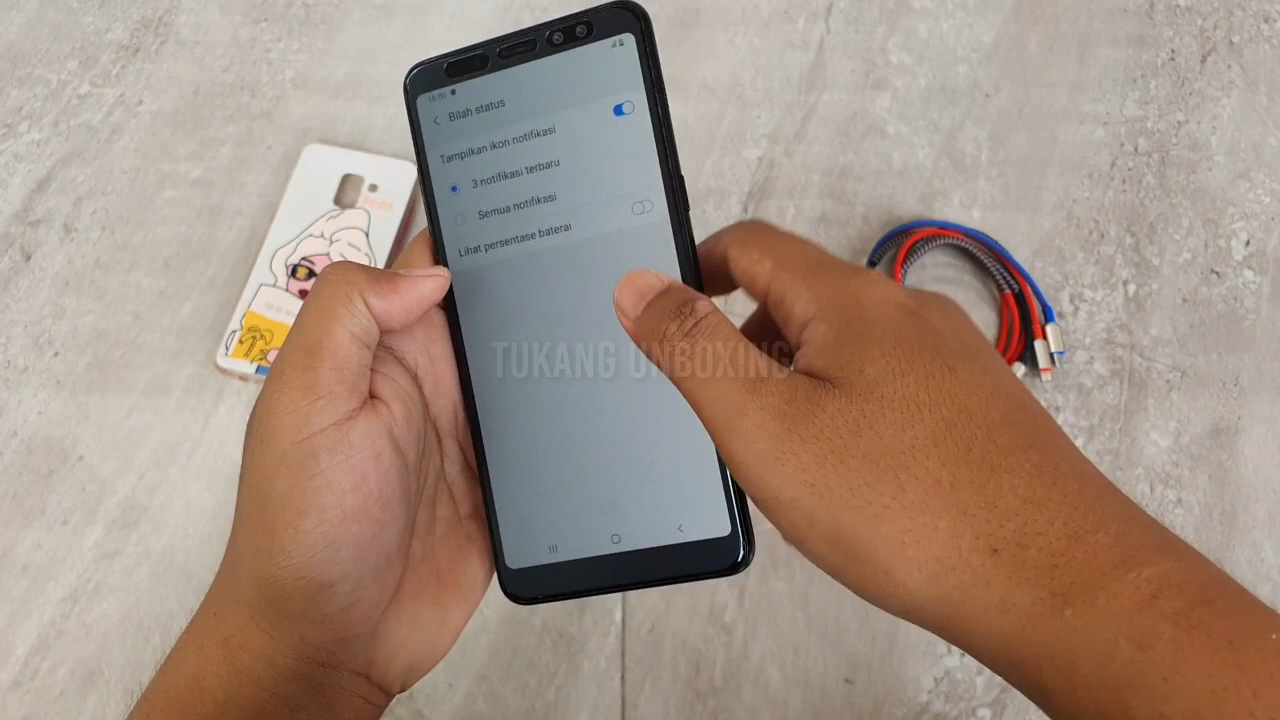 Bilah status
Tampilkan ikon notifikasi
3 notifikasi terbaru
Semua notifikasi
Lihat persentase baterai
TUKANG UNBOXING